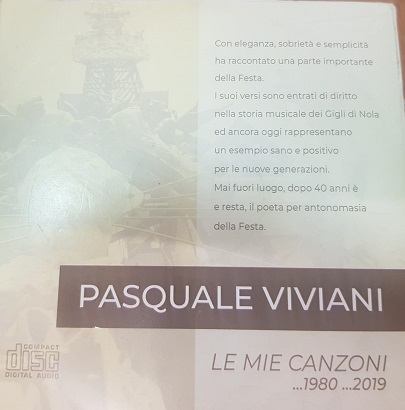 Con eleganza, sobrietà e semplicità
ha raccontato una parte importante
della Festa.
I suoi versi sono entrati di diritto
nella storia musicale dei Gigli di Nola
ed ancora oggi rappresentano
un esempio sano e positivo
per le nuove generazioni.
Mai fuori luogo, dopo 40 anni è
e resta, il poeta per antonomasia
della Festa.
PASQUALE VIVIANI
LE MIE CANZONI
...1980 ...2019
COMPACT
disc
DIGITAL AUDIO